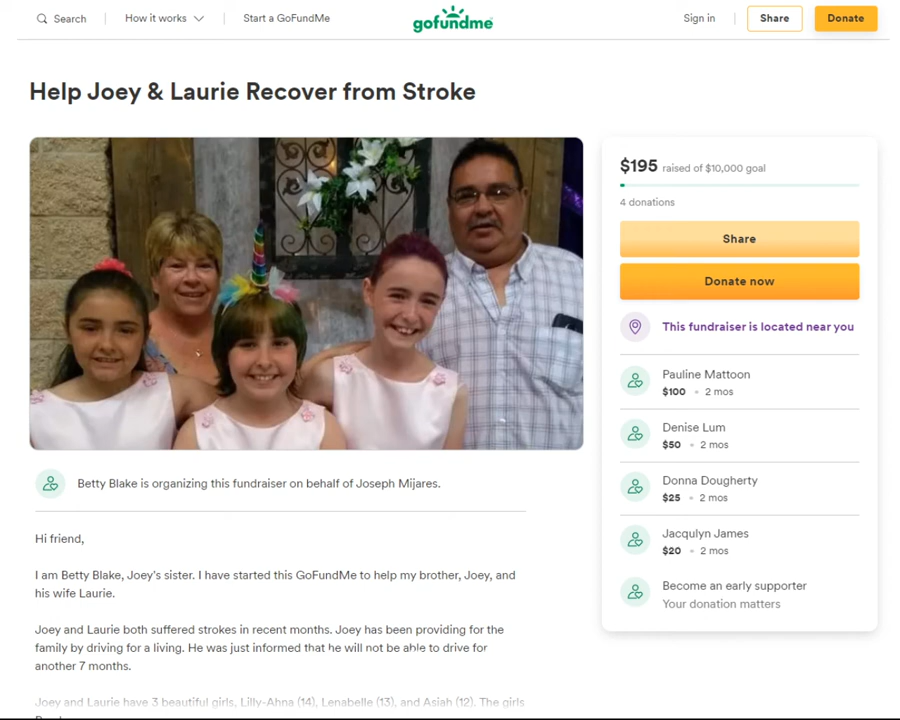 Search
How it works
Start a GoFundMe
gofundme
Sign in
Share
Donate
Help Joey & Laurie Recover from Stroke
$195 raised of $10,000 goal
4 donations
Share
Donate now
This fundraiser is located near you
Pauline Mattoon
$100 • 2 mos
Denise Lum
$50 • 2 mos
Donna Dougherty
$25 • 2 mos
Jacqulyn James
$20 • 2 mos
Become an early supporter
Your donation matters
Betty Blake is organizing this fundraiser on behalf of Joseph Mijares.
Hi friend,
I am Betty Blake, Joey's sister. I have started this GoFundMe to help my brother, Joey, and
his wife Laurie.
Joey and Laurie both suffered strokes in recent months. Joey has been providing for the
family by driving for a living. He was just informed that he will not be able to drive for
another 7 months.
Joey and Laurie have 3 beautiful girls, Lilly-Ahna (14), Lenabelle (13), and Asiah (12). The girls